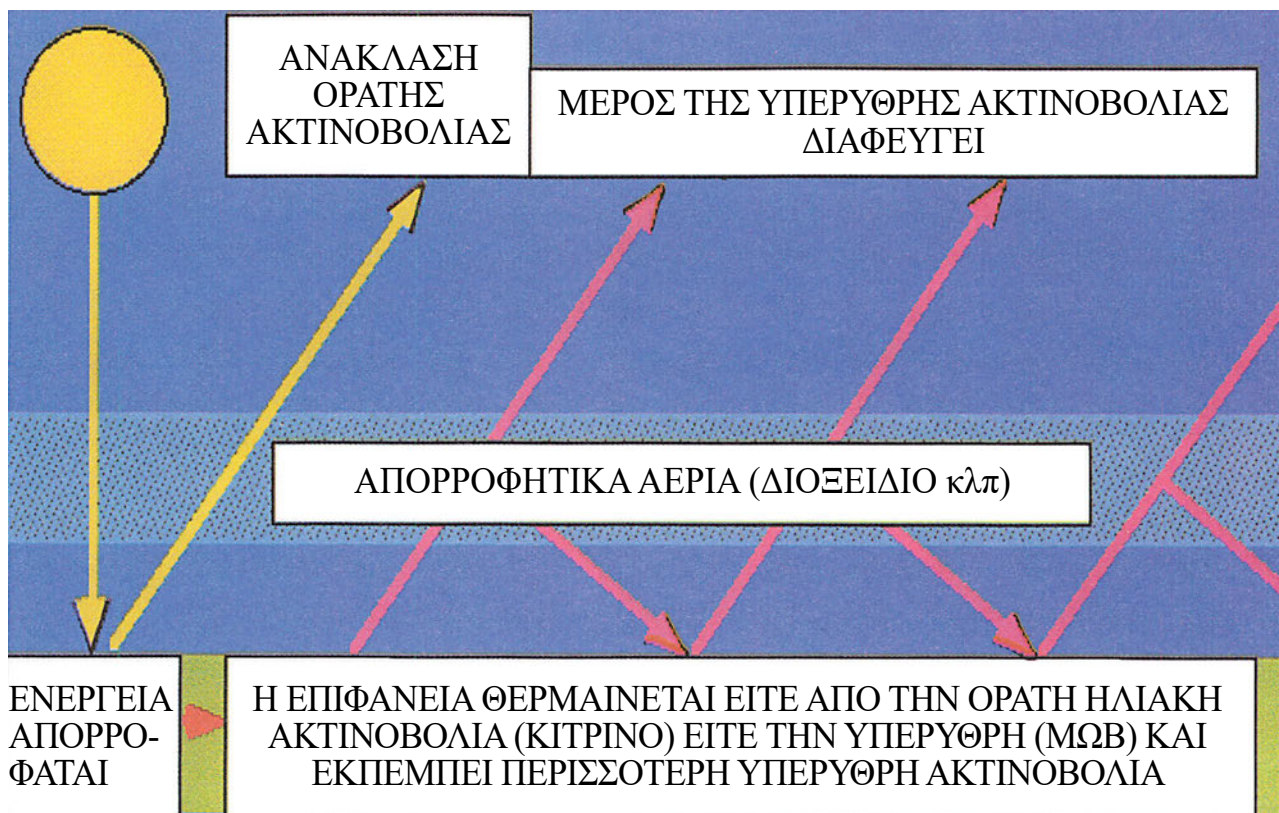 ΑΝΑΚΛΑΣΗ
ΟΡΑΤΗΣ
ΑΚΤΙΝΟΒΟΛΙΑΣ
ΜΕΡΟΣ ΤΗΣ ΥΠΕΡΥΘΡΗΣ ΑΚΤΙΝΟΒΟΛΙΑΣ
ΔΙΑΦΕΥΓΕΙ
ΑΠΟΡΡΟΦΗΤΙΚΑ ΑΕΡΙΑ (ΔΙΟΞΕΙΔΙΟ κλπ)
ΕΝΕΡΓΕΙΑ
ΑΠΟΡΡΟ-
ΦΑΤΑΙ
Η ΕΠΙΦΑΝΕΙΑ ΘΕΡΜΑΙΝΕΤΑΙ ΕΙΤΕ ΑΠΟ ΤΗΝ ΟΡΑΤΗ ΗΛΙΑΚΗ
ΑΚΤΙΝΟΒΟΛΙΑ (ΚΙΤΡΙΝΟ) ΕΙΤΕ ΤΗΝ ΥΠΕΡΥΘΡΗ (ΜΩΒ) ΚΑΙ
ΕΚΠΕΜΠΕΙ ΠΕΡΙΣΣΟΤΕΡΗ ΥΠΕΡΥΘΡΗ ΑΚΤΙΝΟΒΟΛΙΑ